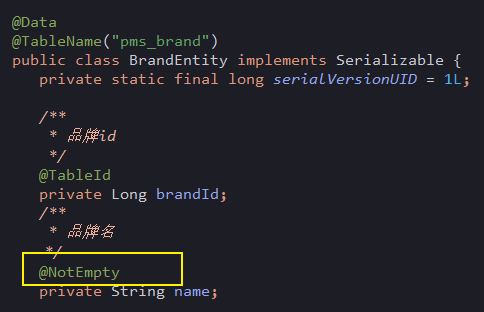 @Data
@TableName("pms_brand")
public class BrandEntity implements Serializable {
private static final long serialVersionUID = 1L;
/**
* 品牌id
*/
@TableId
private Long brandId;
/**
* 品牌名
*/
@NotEmpty
private String name;